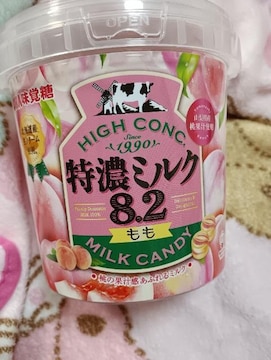 OPEN
味覚糖
HIGH CONC.
Since
1990
特濃ミルク
8.2
もも
MILK CANDY
桃の果汁感あふれるミルク